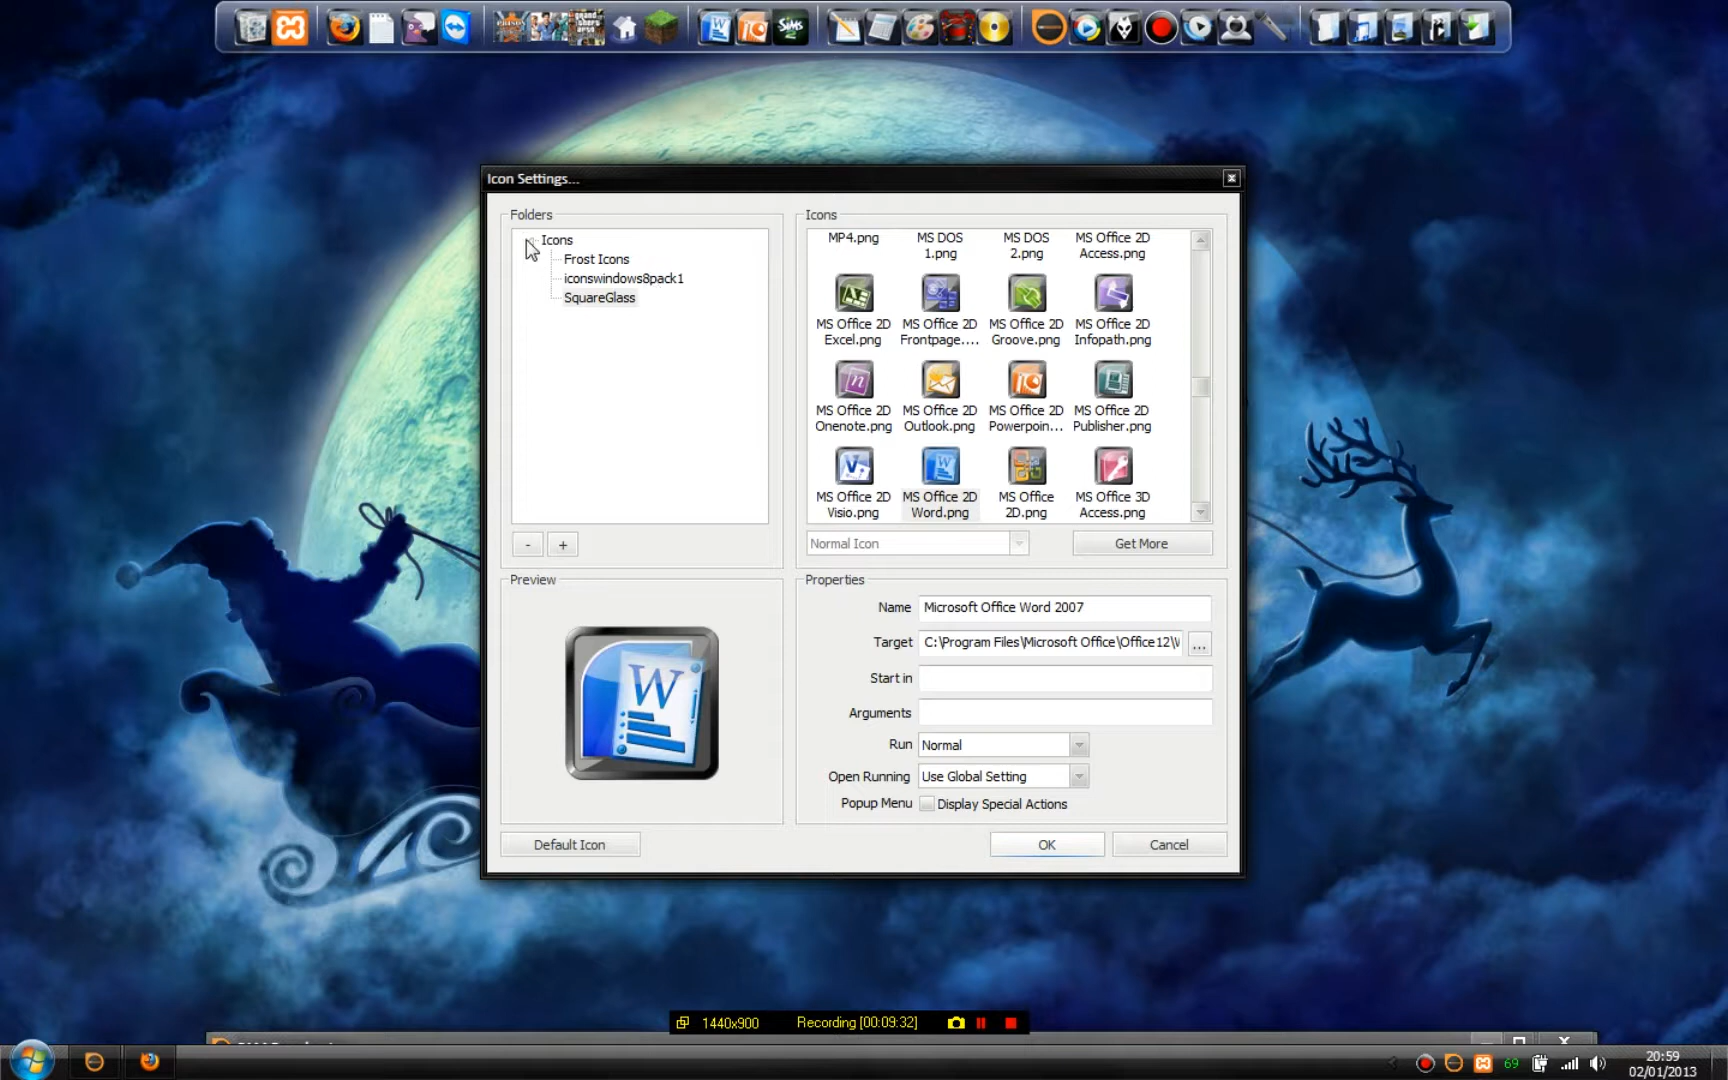 Icon Settings...
Folders
Icons
Frost Icons
iconswindows8pack1
SquareGlass
- +
Icons
MP4.png
MS DOS
1.png
MS DOS
2.png
MS Office 2D
Access.png
MS Office 2D
Excel.png
MS Office 2D
Frontpage....
MS Office 2D
Groove.png
MS Office 2D
Infopath.png
MS Office 2D
Onenote.png
MS Office 2D
Outlook.png
MS Office 2D
Powerpoin...
MS Office 2D
Publisher.png
MS Office 2D
Visio.png
MS Office 2D
Word.png
MS Office
2D.png
MS Office 3D
Access.png
Normal Icon
Get More
Preview
W
Properties
Name Microsoft Office Word 2007
Target C:\Program Files\Microsoft Office\Office12\ ...
Start in
Arguments
Run Normal
Open Running Use Global Setting
Popup Menu Display Special Actions
Default Icon
OK
Cancel
1440x900 Recording [00:09:32]
69
20:59
02/01/2013